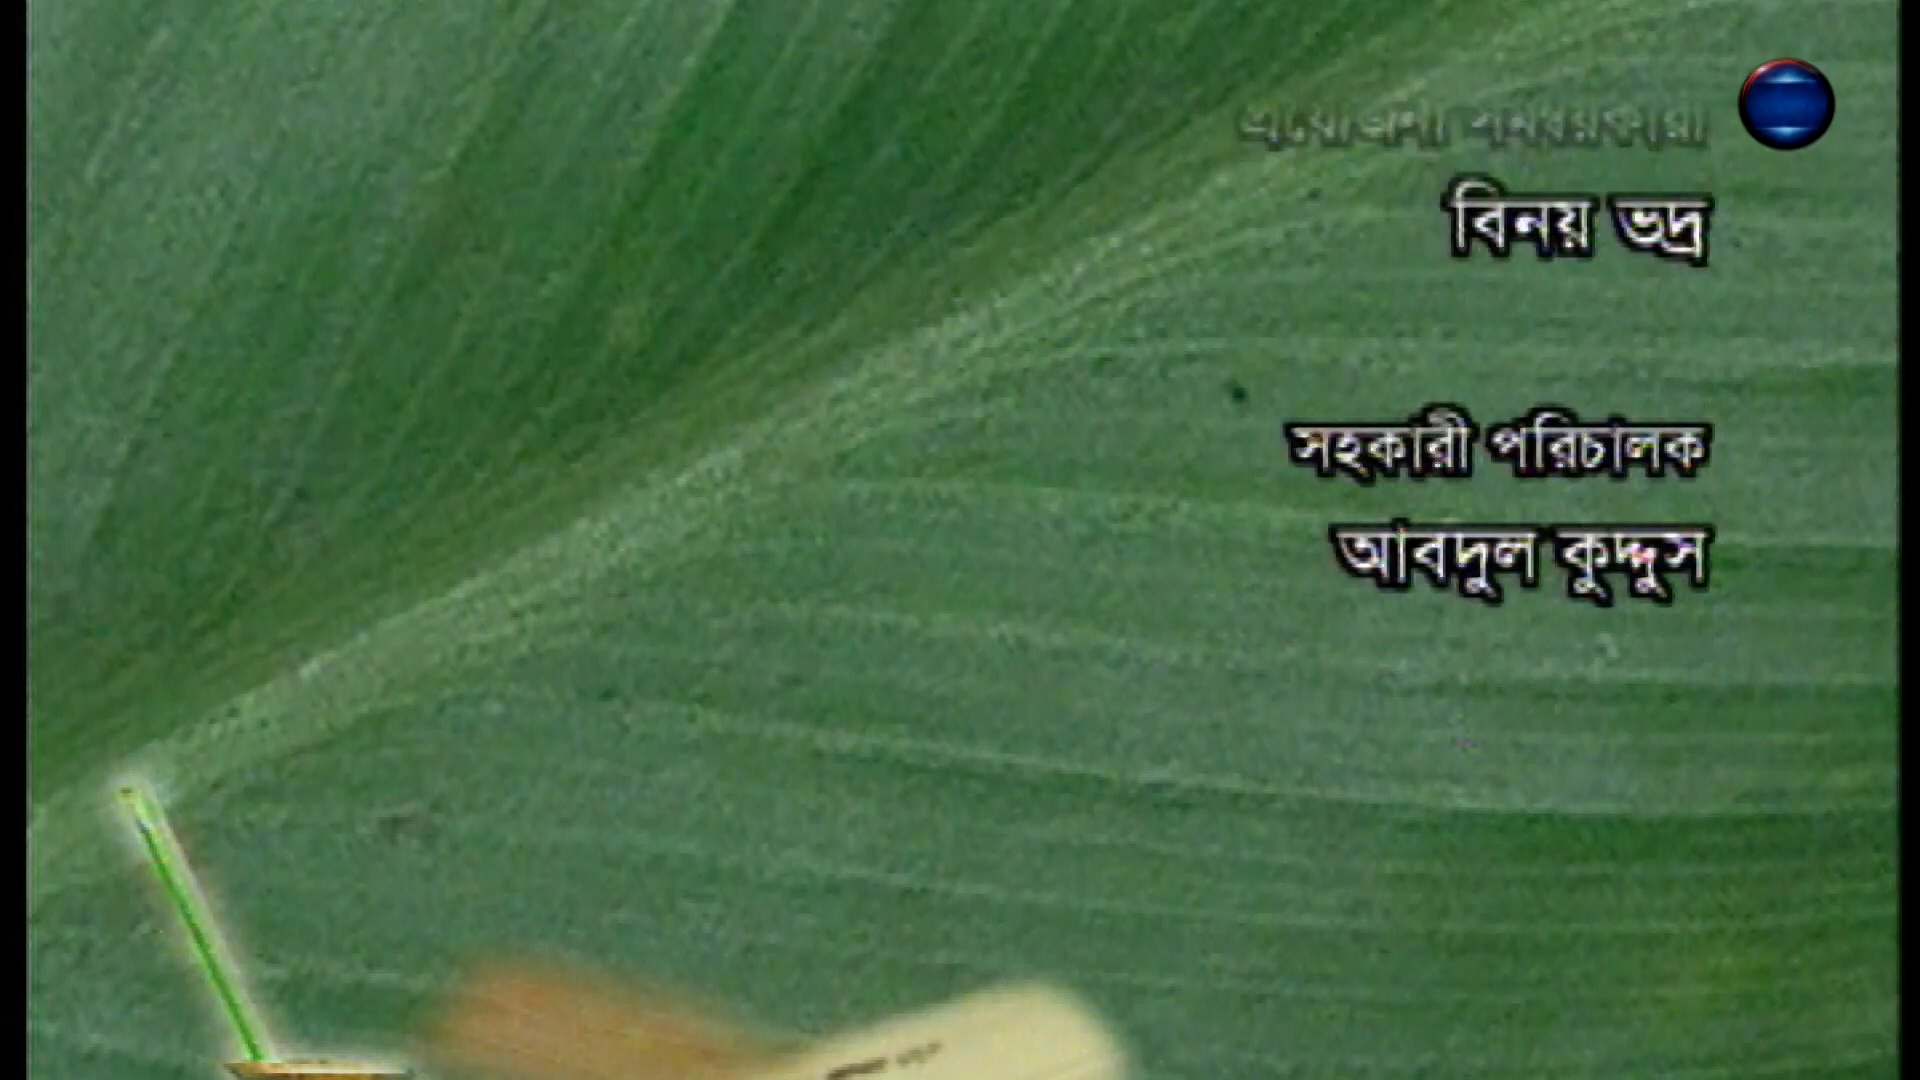 বিনয় ভদ্র
সহকারী পরিচালক
আবদুল কুদ্দুস